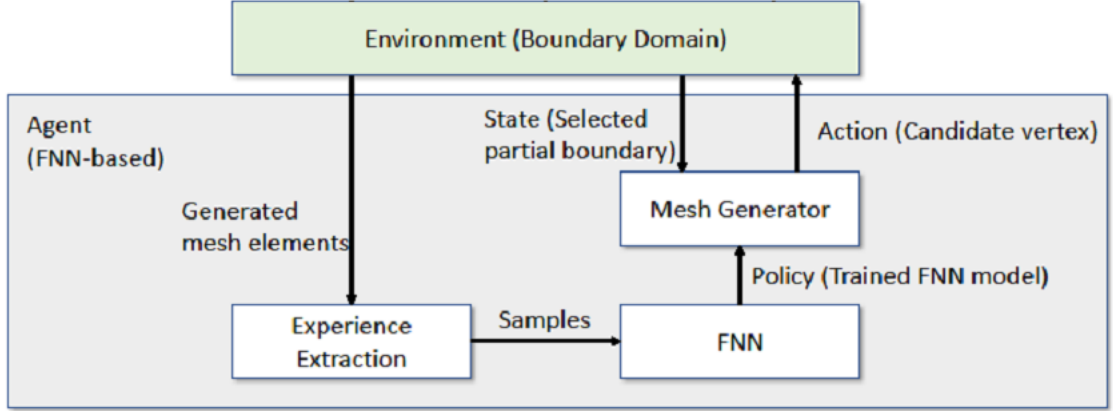 Environment (Boundary Domain)
Agent
(FNN-based)
State (Selected
partial boundary)
Action (Candidate vertex)
Generated
mesh elements
Mesh Generator
Policy (Trained FNN model)
Experience
Extraction
Samples
FNN